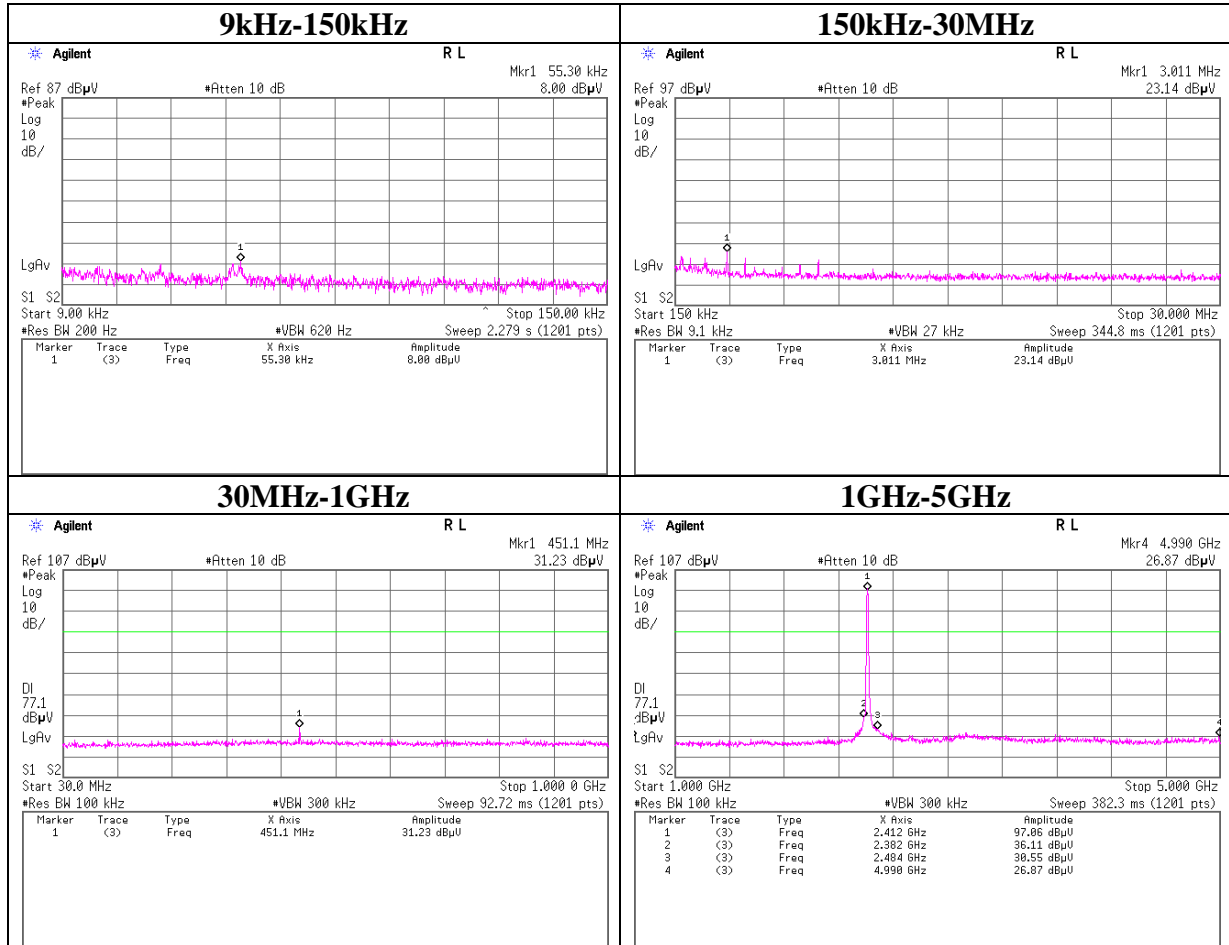 9kHz-150kHz
Agilent R L
Mkr1 55.30 kHz
Ref 87 dBµV #Atten 10 dB 8.00 dBµV
#Peak
Log
10
dB/
1
LgAv
S1 S2
Start 9.00 kHz ^ Stop 150.00 kHz
#Res BW 200 Hz #VBW 620 Hz Sweep 2.279 s (1201 pts)
Marker Trace Type X Axis Amplitude
1 (3) Freq 55.30 kHz 8.00 dBµV
150kHz-30MHz
Agilent R L
Mkr1 3.011 MHz
Ref 97 dBµV #Atten 10 dB 23.14 dBµV
#Peak
Log
10
dB/
1
LgAv
S1 S2
Start 150 kHz Stop 30.000 MHz
#Res BW 9.1 kHz #VBW 27 kHz Sweep 344.8 ms (1201 pts)
Marker Trace Type X Axis Amplitude
1 (3) Freq 3.011 MHz 23.14 dBµV
30MHz-1GHz
Agilent R L
Mkr1 451.1 MHz
Ref 107 dBµV #Atten 10 dB 31.23 dBµV
#Peak
Log
10
dB/
DI
77.1
dBµV
1
LgAv
S1 S2
Start 30.0 MHz Stop 1.000 0 GHz
#Res BW 100 kHz #VBW 300 kHz Sweep 92.72 ms (1201 pts)
Marker Trace Type X Axis Amplitude
1 (3) Freq 451.1 MHz 31.23 dBµV
1GHz-5GHz
Agilent R L
Mkr4 4.990 GHz
Ref 107 dBµV #Atten 10 dB 26.87 dBµV
#Peak
1
Log
10
dB/
DI
77.1
2
dBµV 3 4
LgAv
S1 S2
Start 1.000 GHz Stop 5.000 GHz
#Res BW 100 kHz #VBW 300 kHz Sweep 382.3 ms (1201 pts)
Marker Trace Type X Axis Amplitude
1 (3) Freq 2.412 GHz 97.06 dBµV
2 (3) Freq 2.382 GHz 36.11 dBµV
3 (3) Freq 2.484 GHz 30.55 dBµV
4 (3) Freq 4.990 GHz 26.87 dBµV